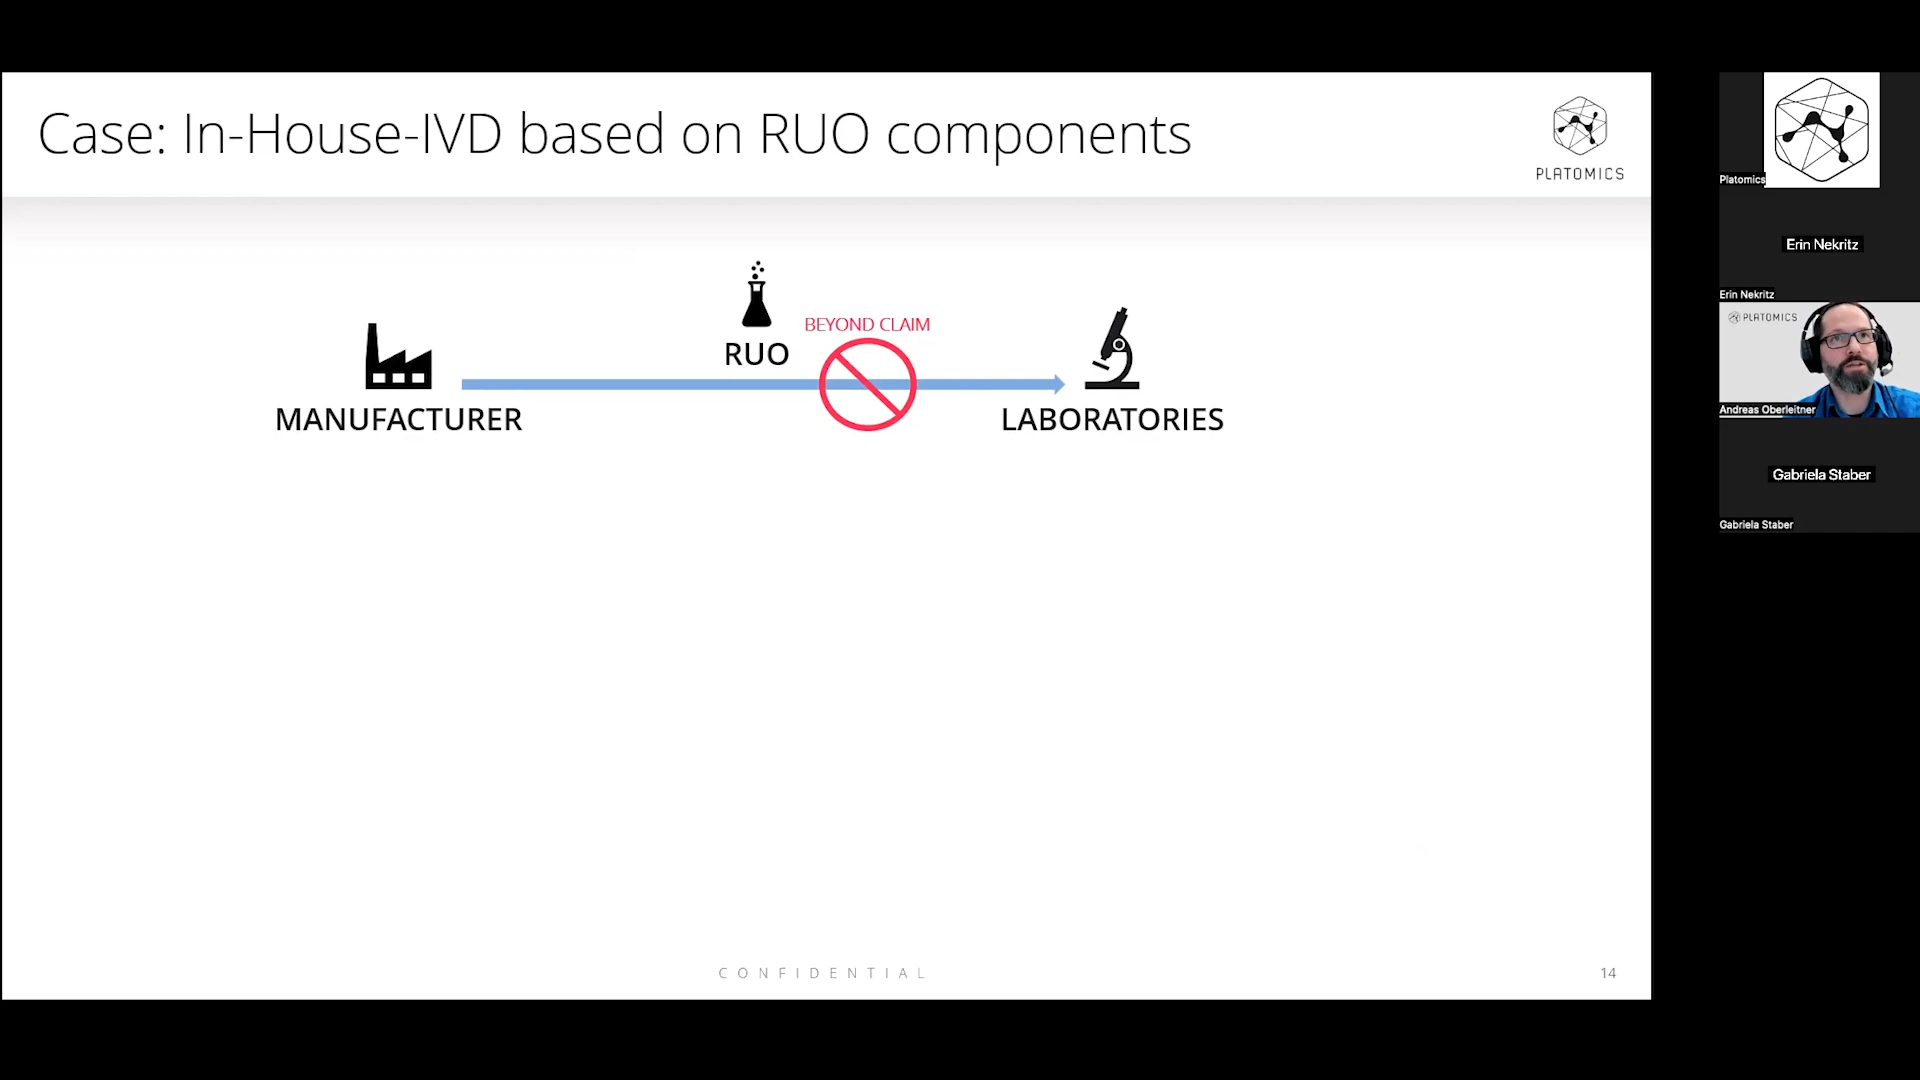 Case: In-House-IVD based on RUO components
PLATOMICS
RUO
BEYOND CLAIM
MANUFACTURER
LABORATORIES
CONFIDENTIAL
14
Platomics
Erin Nekritz
Erin Nekritz
PLATOMICS
Andreas Oberleitner
Gabriela Staber
Gabriela Staber